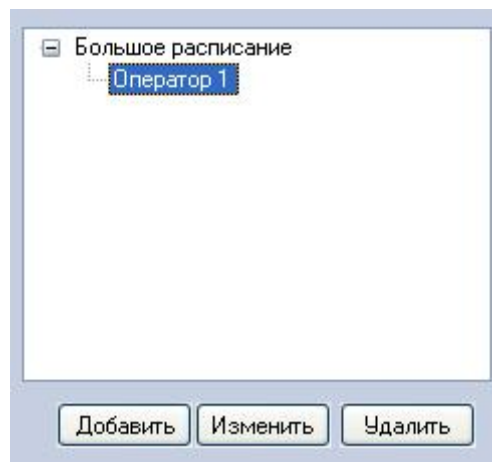 Большое расписание
Оператор 1
Добавить Изменить Удалить